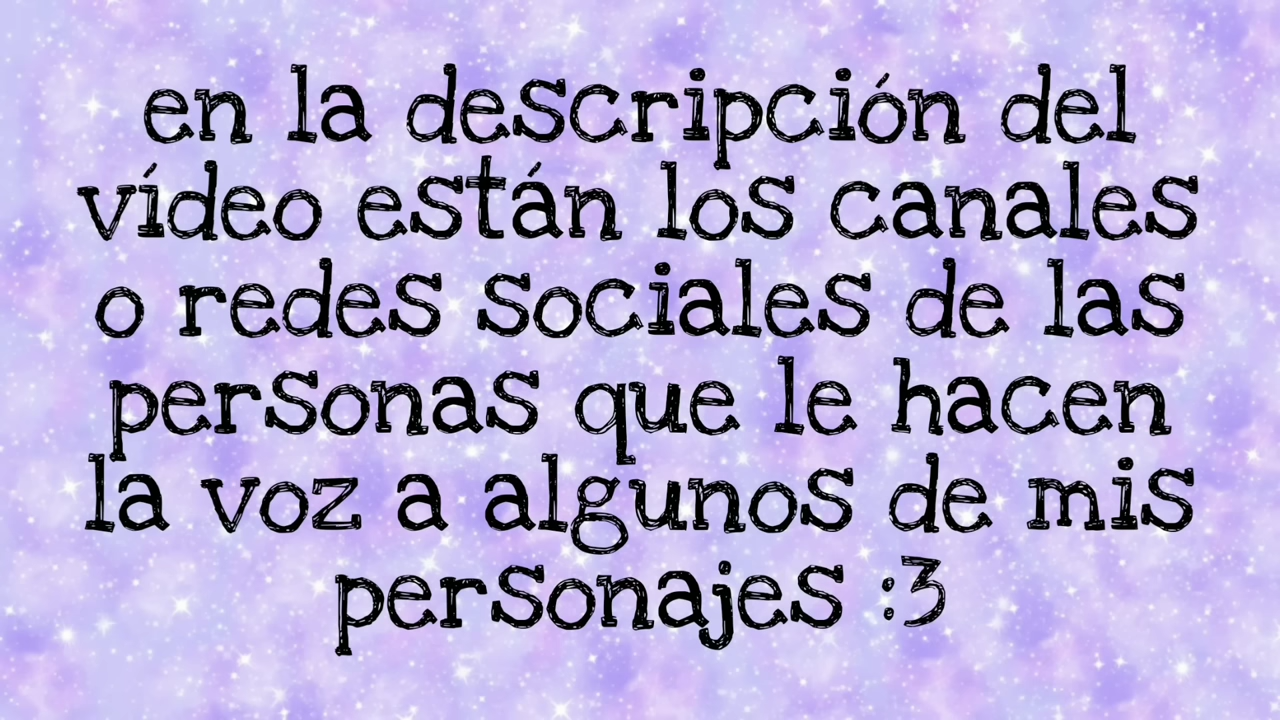 en la descripción del
vídeo están los canales
o redes sociales de las
personas que le hacen
la voz a algunos de mis
personajes :3